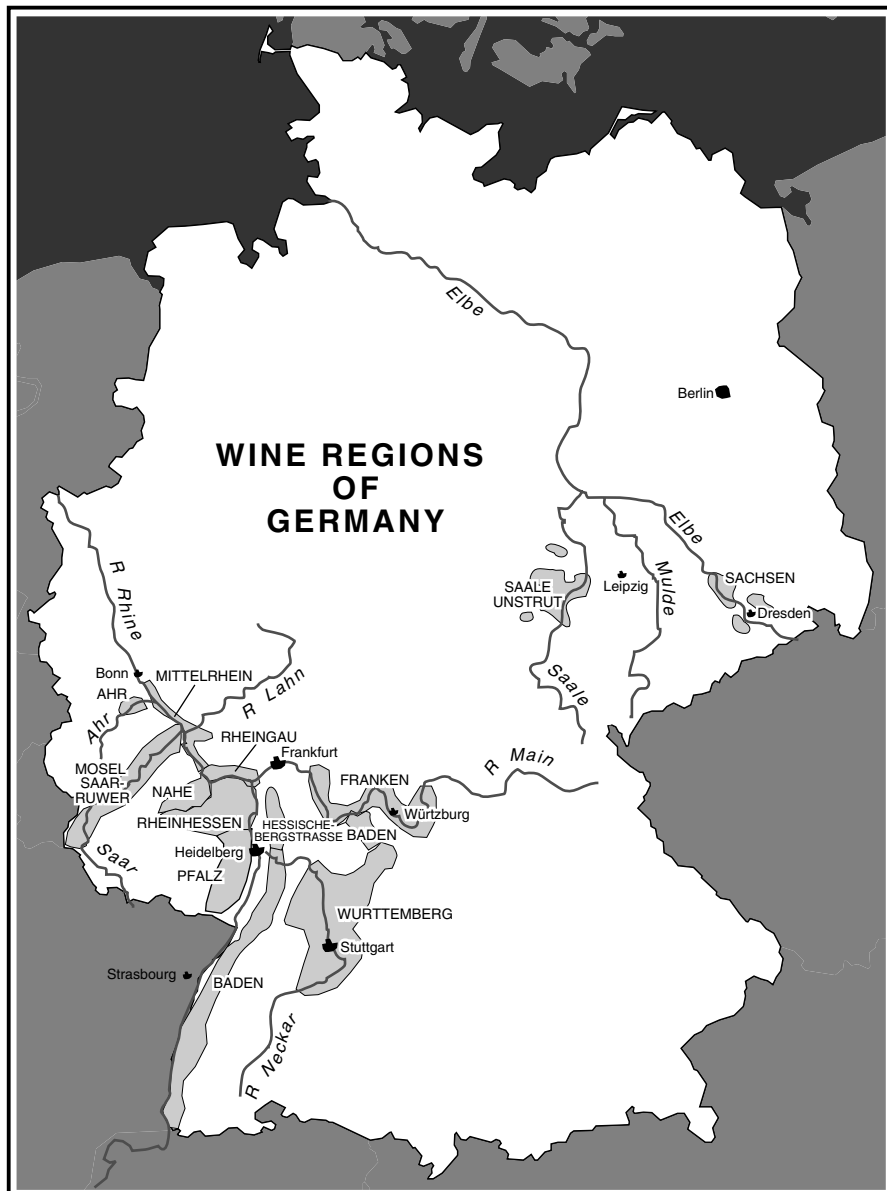 Elbe
Berlin
WINE REGIONS
OF
GERMANY
Elbe
R Rhine
Mulde
SACHSEN
SAALE
UNSTRUT
Leipzig
Dresden
Saale
Bonn
MITTELRHEIN
R Lahn
AHR
Ahr
RHEINGAU
Frankfurt
R Main
MOSEL
SAAR-
RUWER
NAHE
FRANKEN
Würtzburg
RHEINHESSEN
HESSISCHE-
BERGSTRASSE
BADEN
Heidelberg
Saar
PFALZ
WURTTEMBERG
Stuttgart
Strasbourg
BADEN
R Neckar